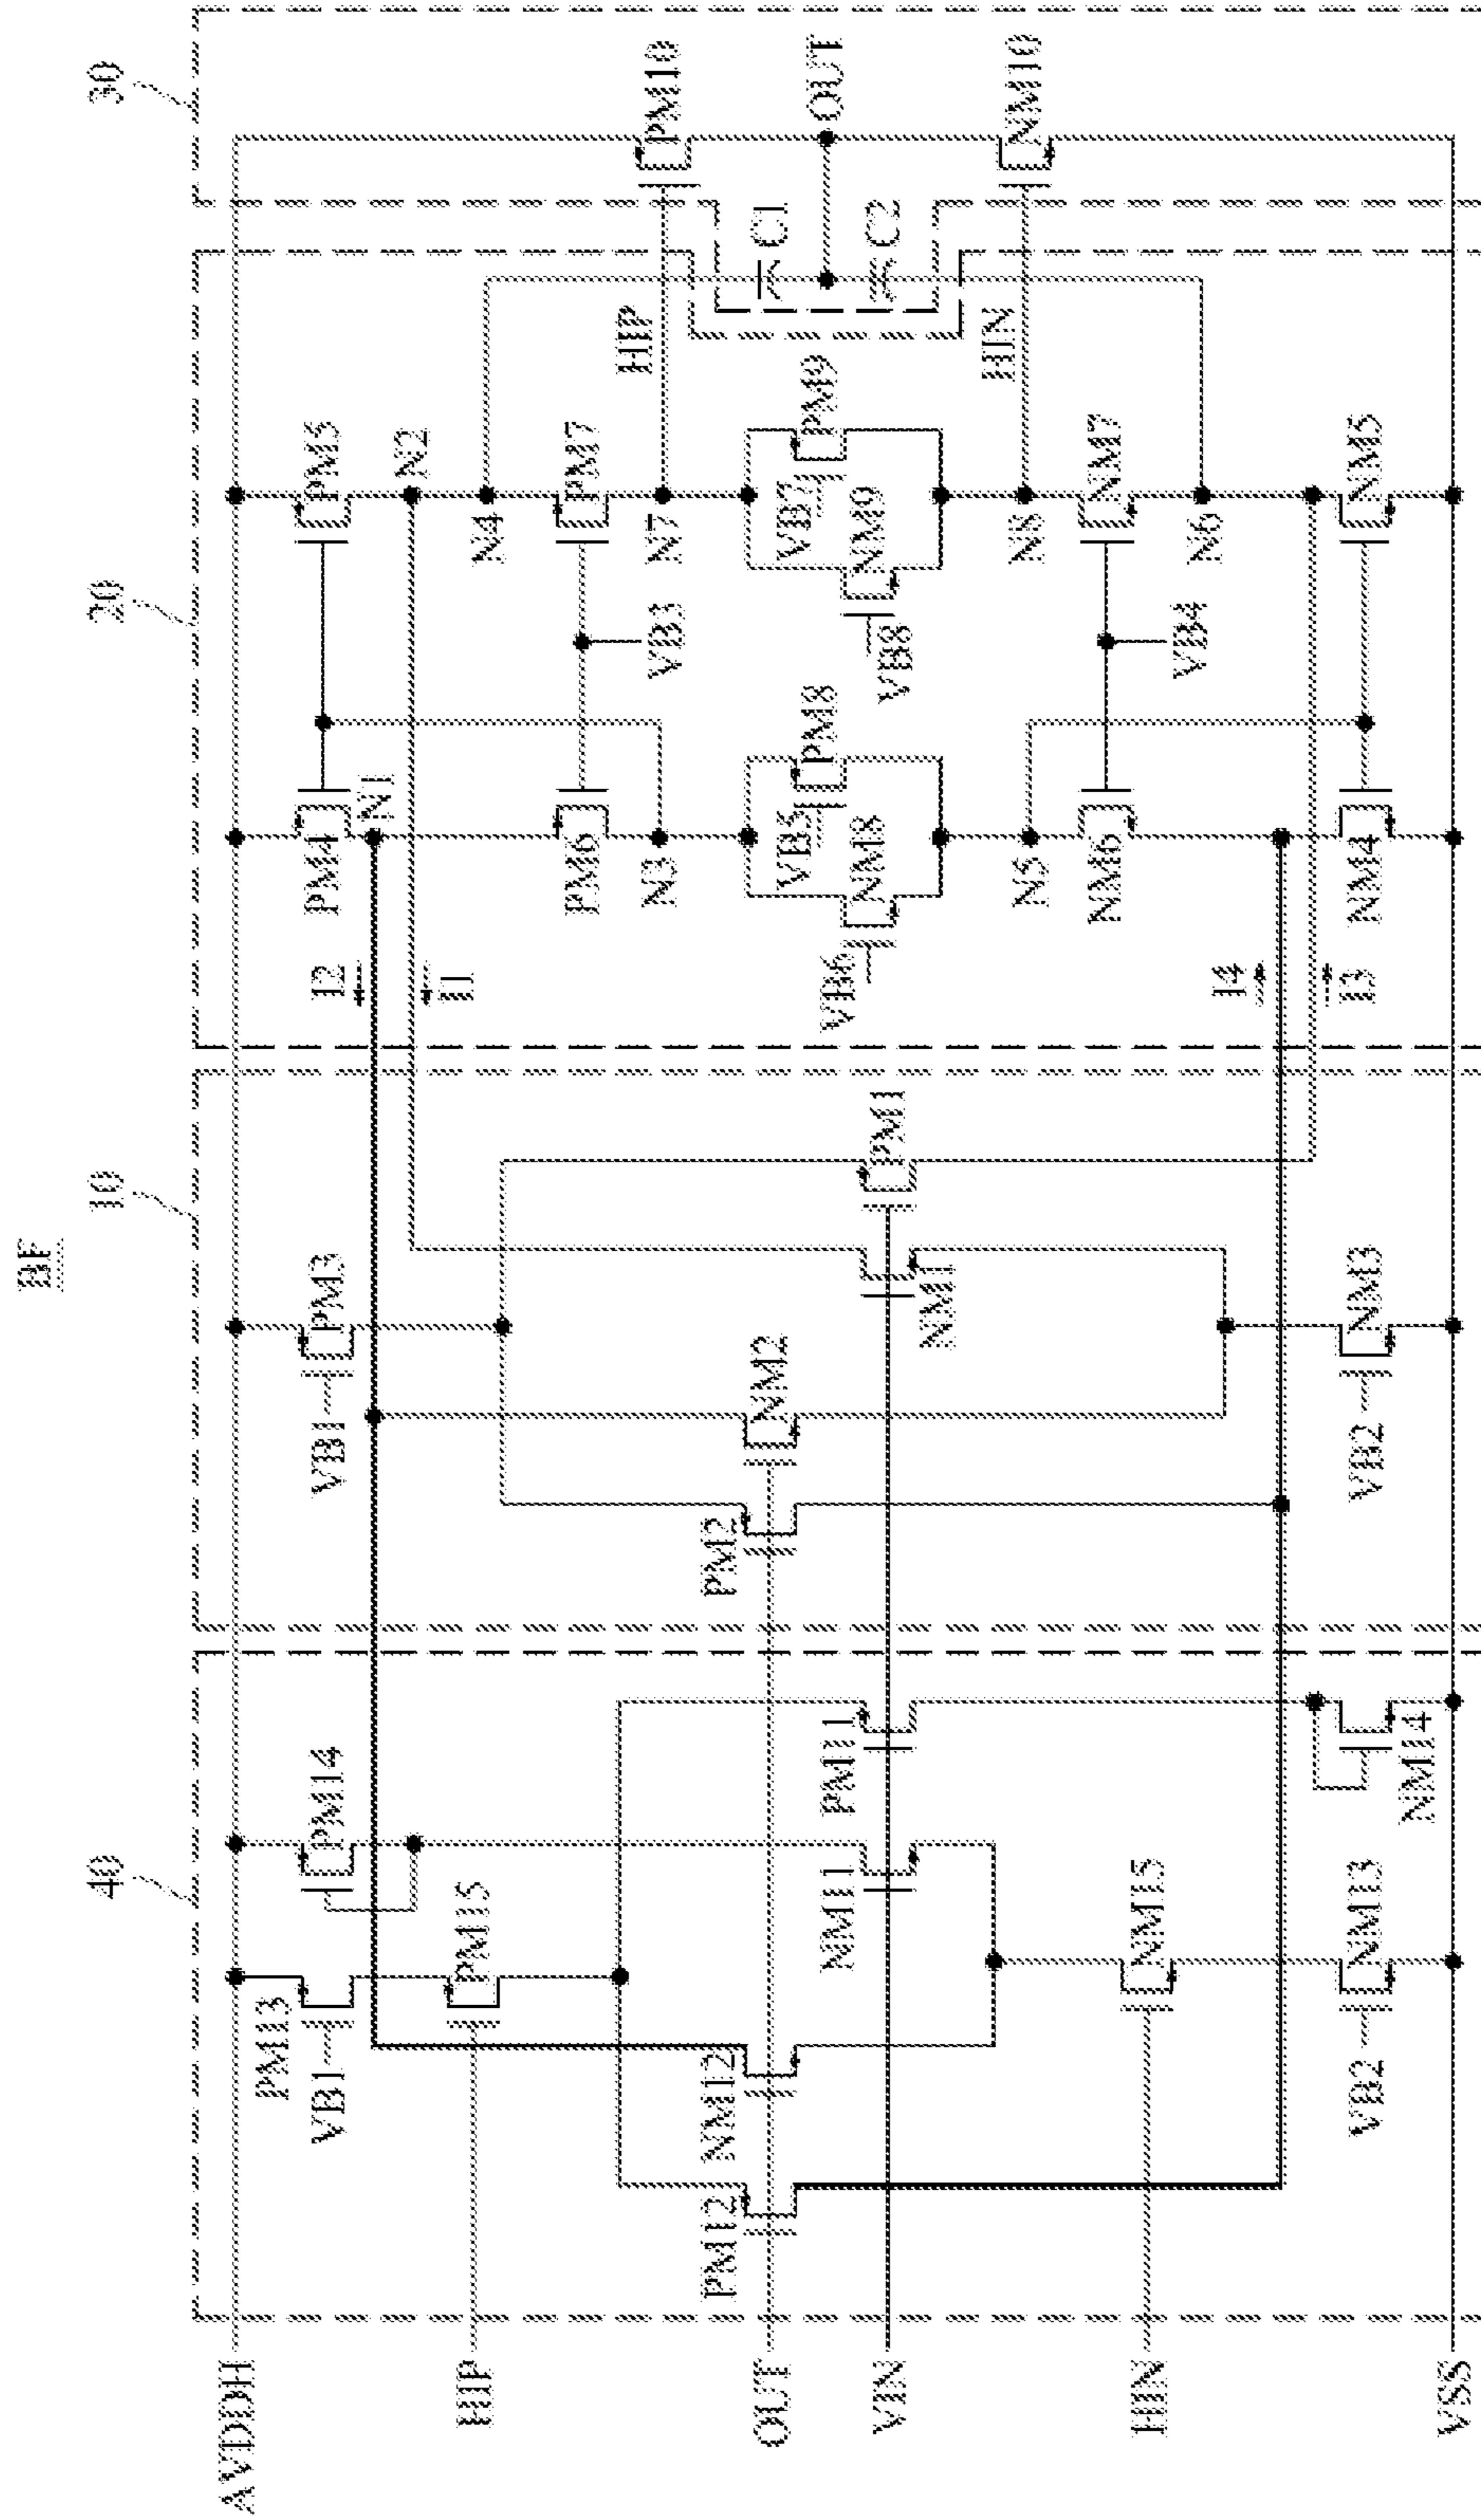 BF
40
10
20
30
AVDDH
HIP
OUT
VIN
HIN
VSS
PM13
VB1
PM15
PM14
PM12
NM12
NM11
PM11
NM15
VB2
NM13
NM14
VB1
PM3
PM2
NM2
NM1
PM1
VB2
NM3
I2
I1
I4
I3
PM4
N1
PM5
N2
PM6
N3
N4
PM7
N7
VB3
HIP
VB5
PM8
NM8
VB6
VB7
PM9
NM9
VB8
N5
NM6
VB4
N8
NM7
N6
HIN
NM4
NM5
C1
C2
PM10
OUT
NM10